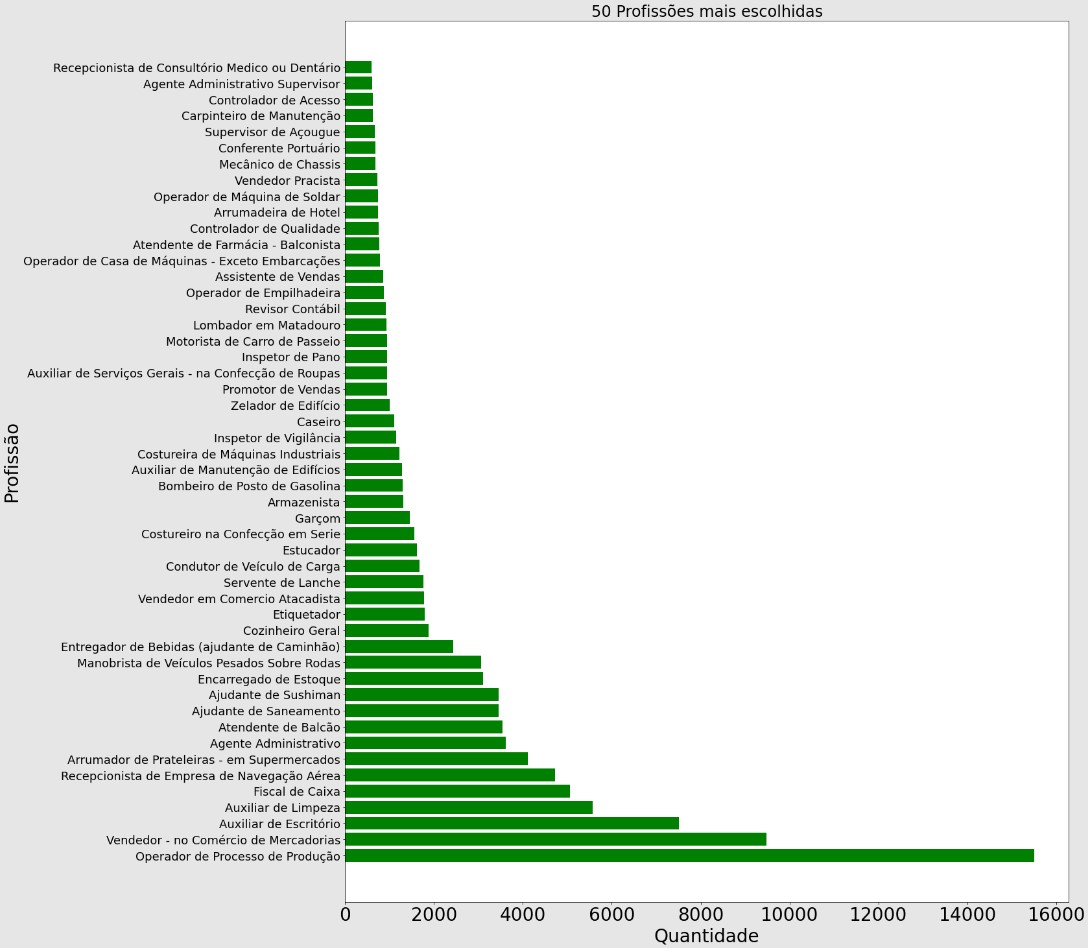 50 Profissões mais escolhidas
Recepcionista de Consultório Medico ou Dentário
Agente Administrativo Supervisor
Controlador de Acesso
Carpinteiro de Manutenção
Supervisor de Açougue
Conferente Portuário
Mecânico de Chassis
Vendedor Pracista
Operador de Máquina de Soldar
Arrumadeira de Hotel
Controlador de Qualidade
Atendente de Farmácia - Balconista
Operador de Casa de Máquinas - Exceto Embarcações
Assistente de Vendas
Operador de Empilhadeira
Revisor Contábil
Lombador em Matadouro
Motorista de Carro de Passeio
Inspetor de Pano
Auxiliar de Serviços Gerais - na Confecção de Roupas
Promotor de Vendas
Zelador de Edifício
Caseiro
Inspetor de Vigilância
Costureira de Máquinas Industriais
Auxiliar de Manutenção de Edifícios
Bombeiro de Posto de Gasolina
Armazenista
Garçom
Costureiro na Confecção em Serie
Estucador
Condutor de Veículo de Carga
Servente de Lanche
Vendedor em Comercio Atacadista
Etiquetador
Cozinheiro Geral
Entregador de Bebidas (ajudante de Caminhão)
Manobrista de Veículos Pesados Sobre Rodas
Encarregado de Estoque
Ajudante de Sushiman
Ajudante de Saneamento
Atendente de Balcão
Agente Administrativo
Arrumador de Prateleiras - em Supermercados
Recepcionista de Empresa de Navegação Aérea
Fiscal de Caixa
Auxiliar de Limpeza
Auxiliar de Escritório
Vendedor - no Comércio de Mercadorias
Operador de Processo de Produção
Profissão
0 2000 4000 6000 8000 10000 12000 14000 16000
Quantidade